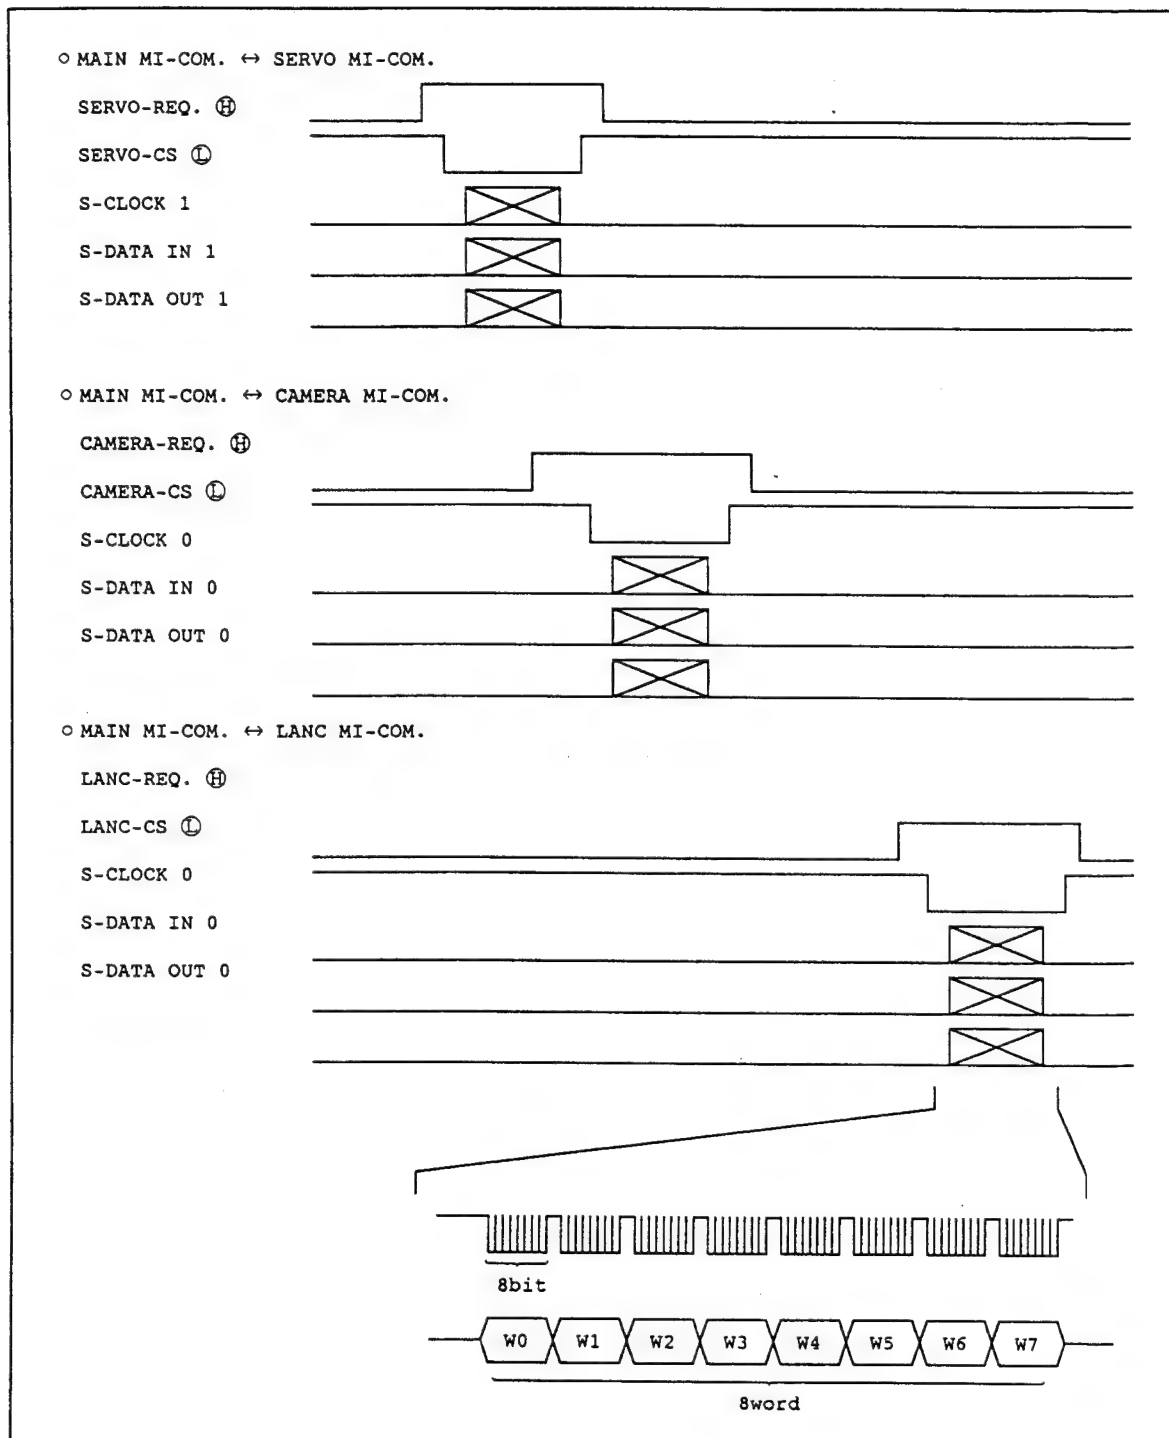 ○ MAIN MI-COM. ↔ SERVO MI-COM.
SERVO-REQ. Ⓗ
SERVO-CS Ⓛ
S-CLOCK 1
S-DATA IN 1
S-DATA OUT 1
○ MAIN MI-COM. ↔ CAMERA MI-COM.
CAMERA-REQ. Ⓗ
CAMERA-CS Ⓛ
S-CLOCK 0
S-DATA IN 0
S-DATA OUT 0
○ MAIN MI-COM. ↔ LANC MI-COM.
LANC-REQ. Ⓗ
LANC-CS Ⓛ
S-CLOCK 0
S-DATA IN 0
S-DATA OUT 0
8bit
W0 W1 W2 W3 W4 W5 W6 W7
8word